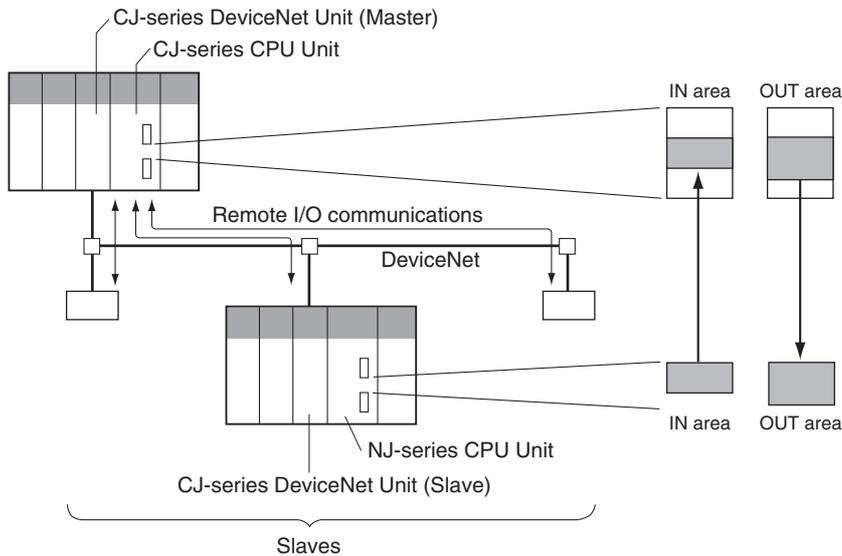 CJ-series DeviceNet Unit (Master)
CJ-series CPU Unit
IN area
OUT area
Remote I/O communications
DeviceNet
IN area
OUT area
NJ-series CPU Unit
CJ-series DeviceNet Unit (Slave)
Slaves